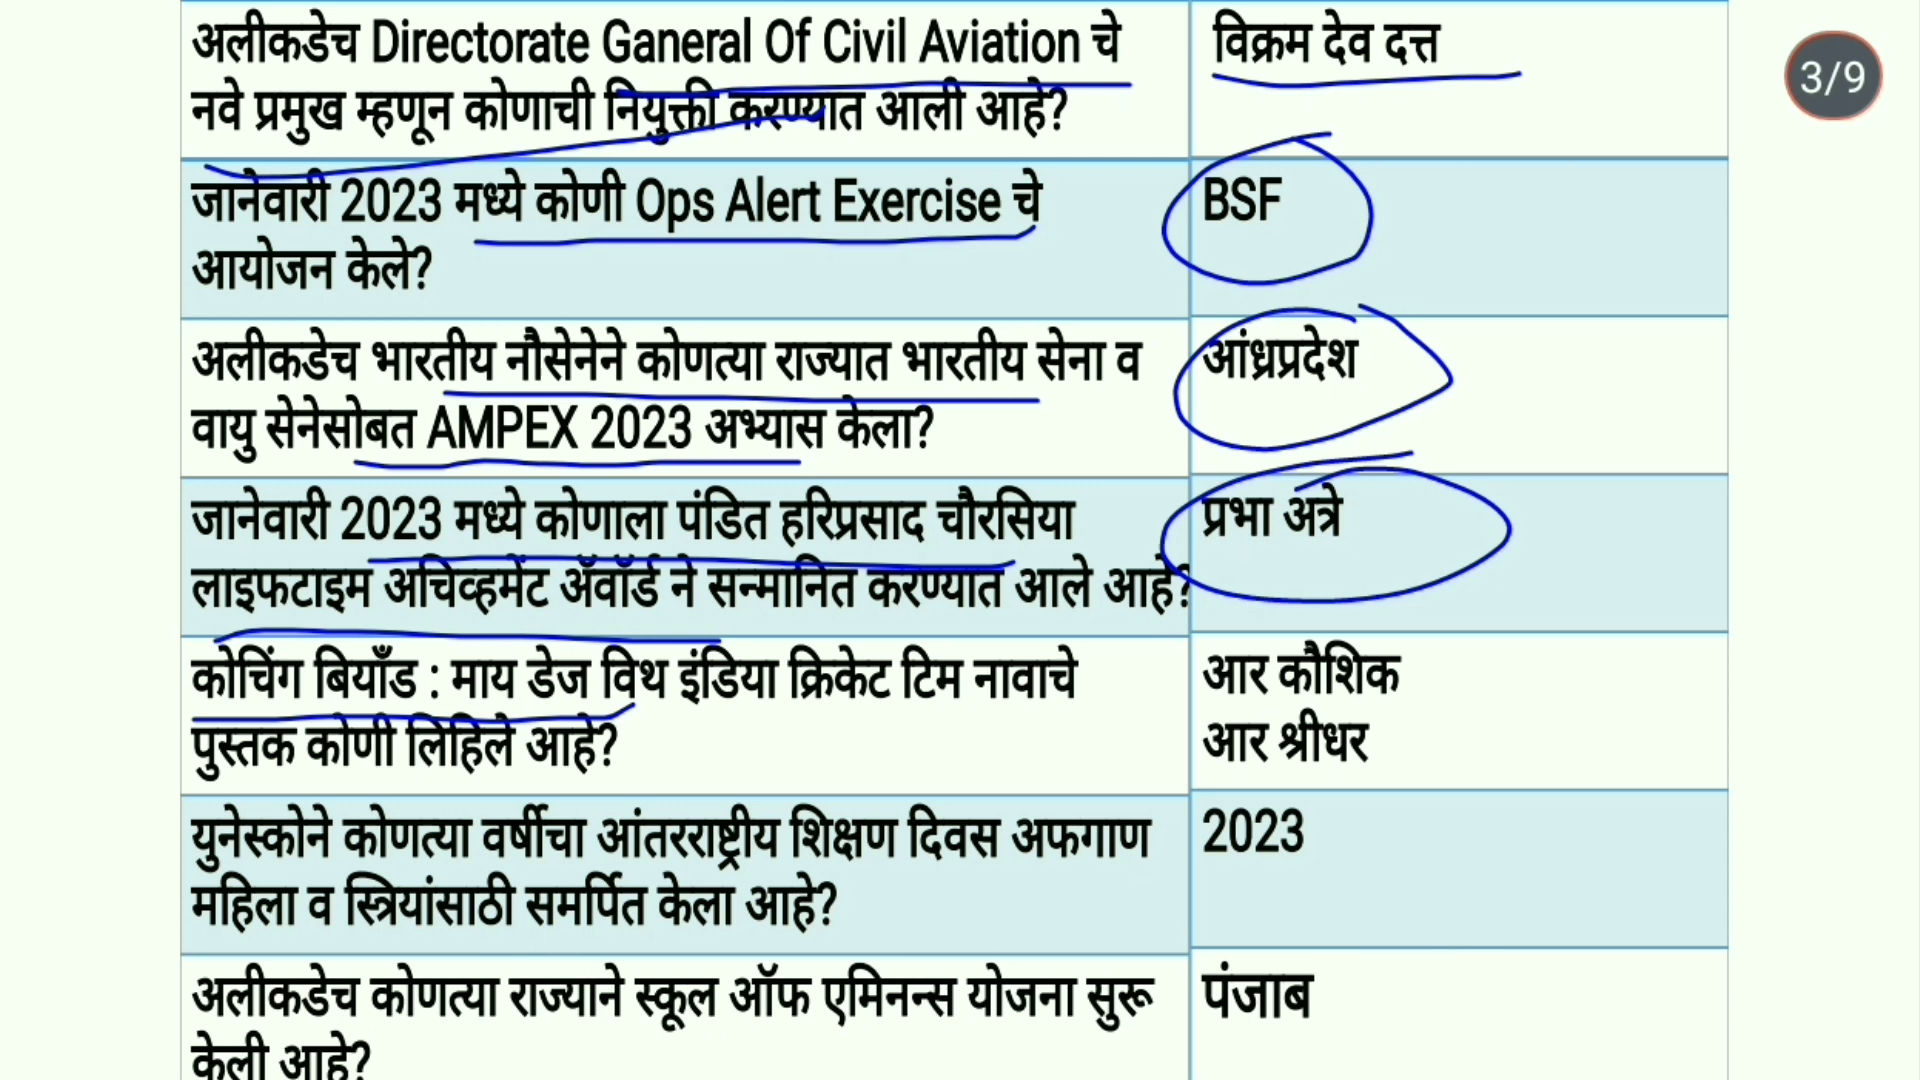 अलीकडेच Directorate Ganeral Of Civil Aviation चे
नवे प्रमुख म्हणून कोणाची नियुक्ती करण्यात आली आहे?
विक्रम देव दत्त
3/9
जानेवारी 2023 मध्ये कोणी Ops Alert Exercise चे
आयोजन केले?
BSF
अलीकडेच भारतीय नौसेनेने कोणत्या राज्यात भारतीय सेना व
वायु सेनेसोबत AMPEX 2023 अभ्यास केला?
आंध्रप्रदेश
जानेवारी 2023 मध्ये कोणाला पंडित हरिप्रसाद चौरसिया
लाइफटाइम अचिव्हमेंट ॲवॉर्ड ने सन्मानित करण्यात आले आहे?
प्रभा अत्रे
कोचिंग बियाँड : माय डेज विथ इंडिया क्रिकेट टिम नावाचे
पुस्तक कोणी लिहिले आहे?
आर कौशिक
आर श्रीधर
युनेस्कोने कोणत्या वर्षीचा आंतरराष्ट्रीय शिक्षण दिवस अफगाण
महिला व स्त्रियांसाठी समर्पित केला आहे?
2023
अलीकडेच कोणत्या राज्याने स्कूल ऑफ एमिनन्स योजना सुरू
केली आहे?
पंजाब